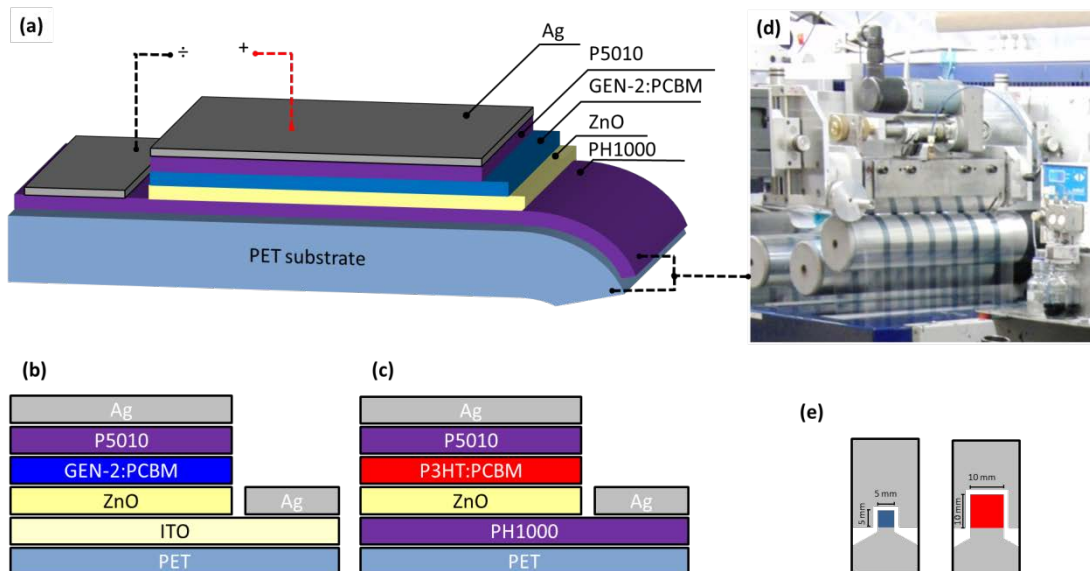 (a)
÷
+
Ag
P5010
GEN-2:PCBM
ZnO
PH1000
PET substrate
(d)
(b)
Ag
P5010
GEN-2:PCBM
ZnO
Ag
ITO
PET
(c)
Ag
P5010
P3HT:PCBM
ZnO
Ag
PH1000
PET
(e)
5 mm
5 mm
10 mm
10 mm